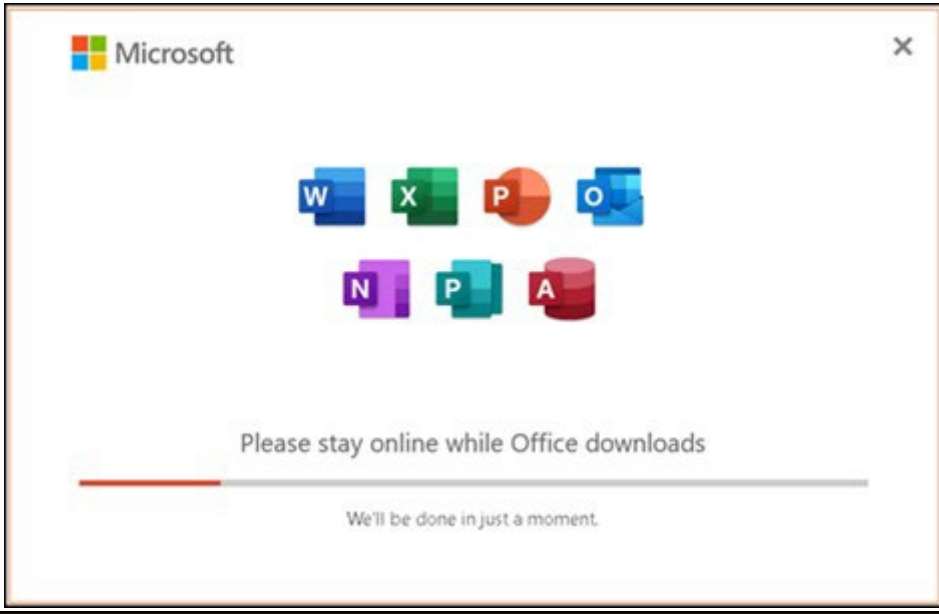 Microsoft
W X P O
N P A
Please stay online while Office downloads
We'll be done in just a moment.